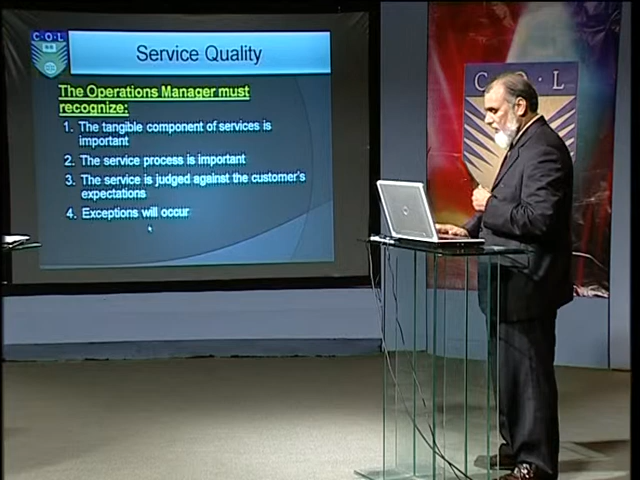 C.O.L
Service Quality
The Operations Manager must
recognize:
1. The tangible component of services is
important
2. The service process is important
3. The service is judged against the customer's
expectations
4. Exceptions will occur
C.O.L